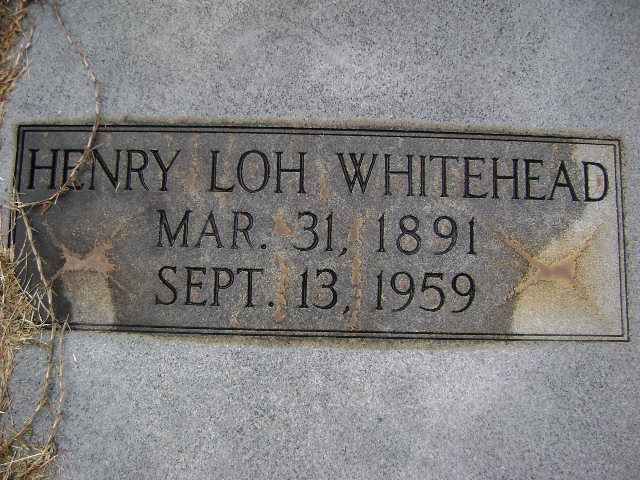 HENRY LOH WHITEHEAD
MAR. 31, 1891
SEPT. 13, 1959